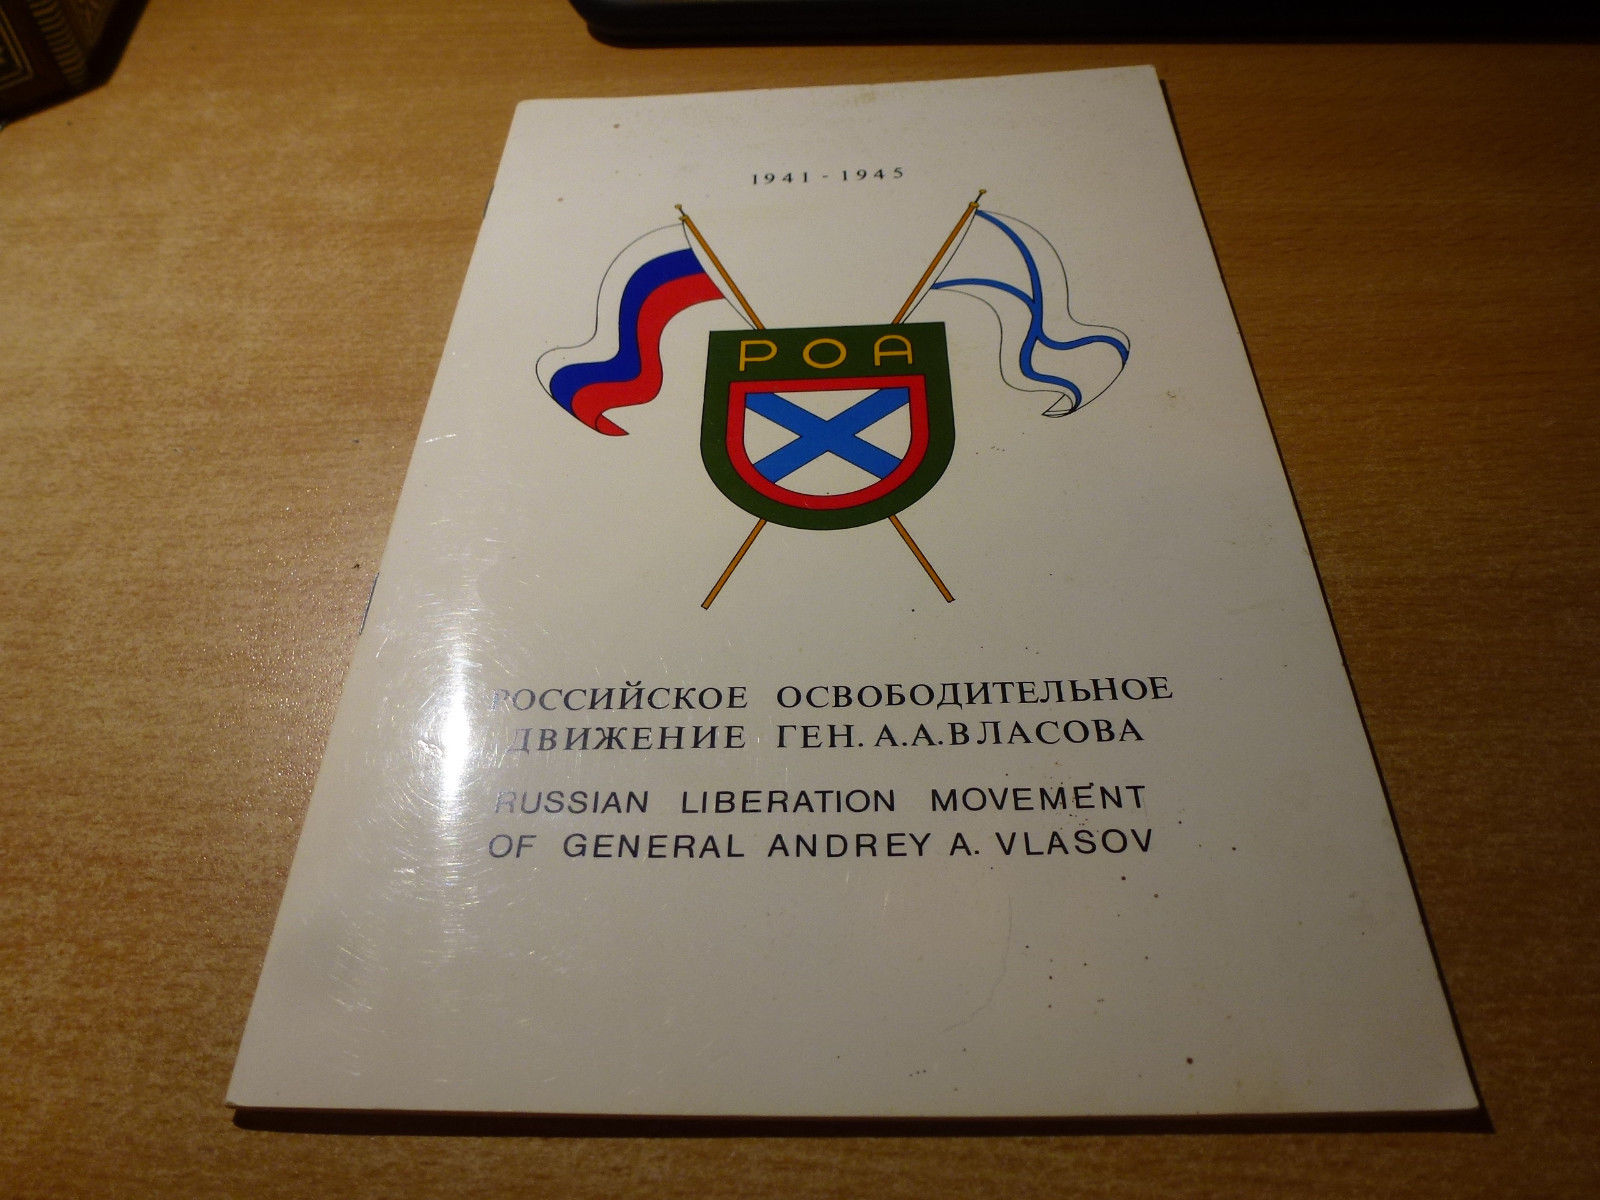 1941 - 1945
РОА
РОССИЙСКОЕ ОСВОБОДИТЕЛЬНОЕ
ДВИЖЕНИЕ ГЕН. А.А.ВЛАСОВА
RUSSIAN LIBERATION MOVEMENT
OF GENERAL ANDREY A. VLASOV